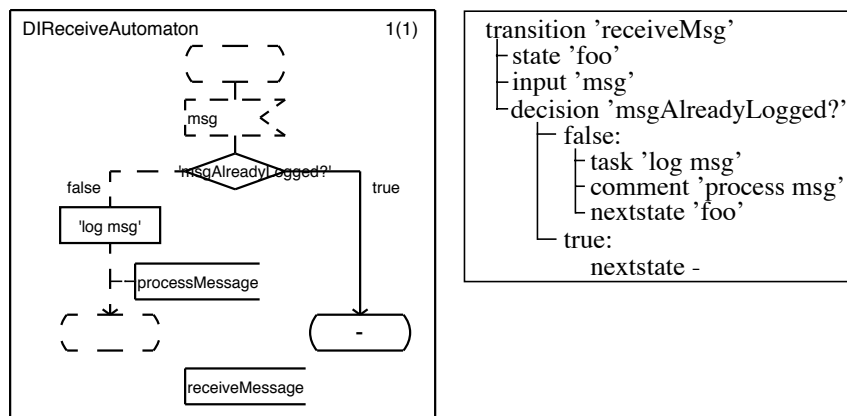 DIReceiveAutomaton 1(1)
msg
'msgAlreadyLogged?'
false true
'log msg'
processMessage
-
receiveMessage
transition ’receiveMsg’
state ’foo’
input ’msg’
decision ’msgAlreadyLogged?’
false:
task ’log msg’
comment ’process msg’
nextstate ’foo’
true:
nextstate -